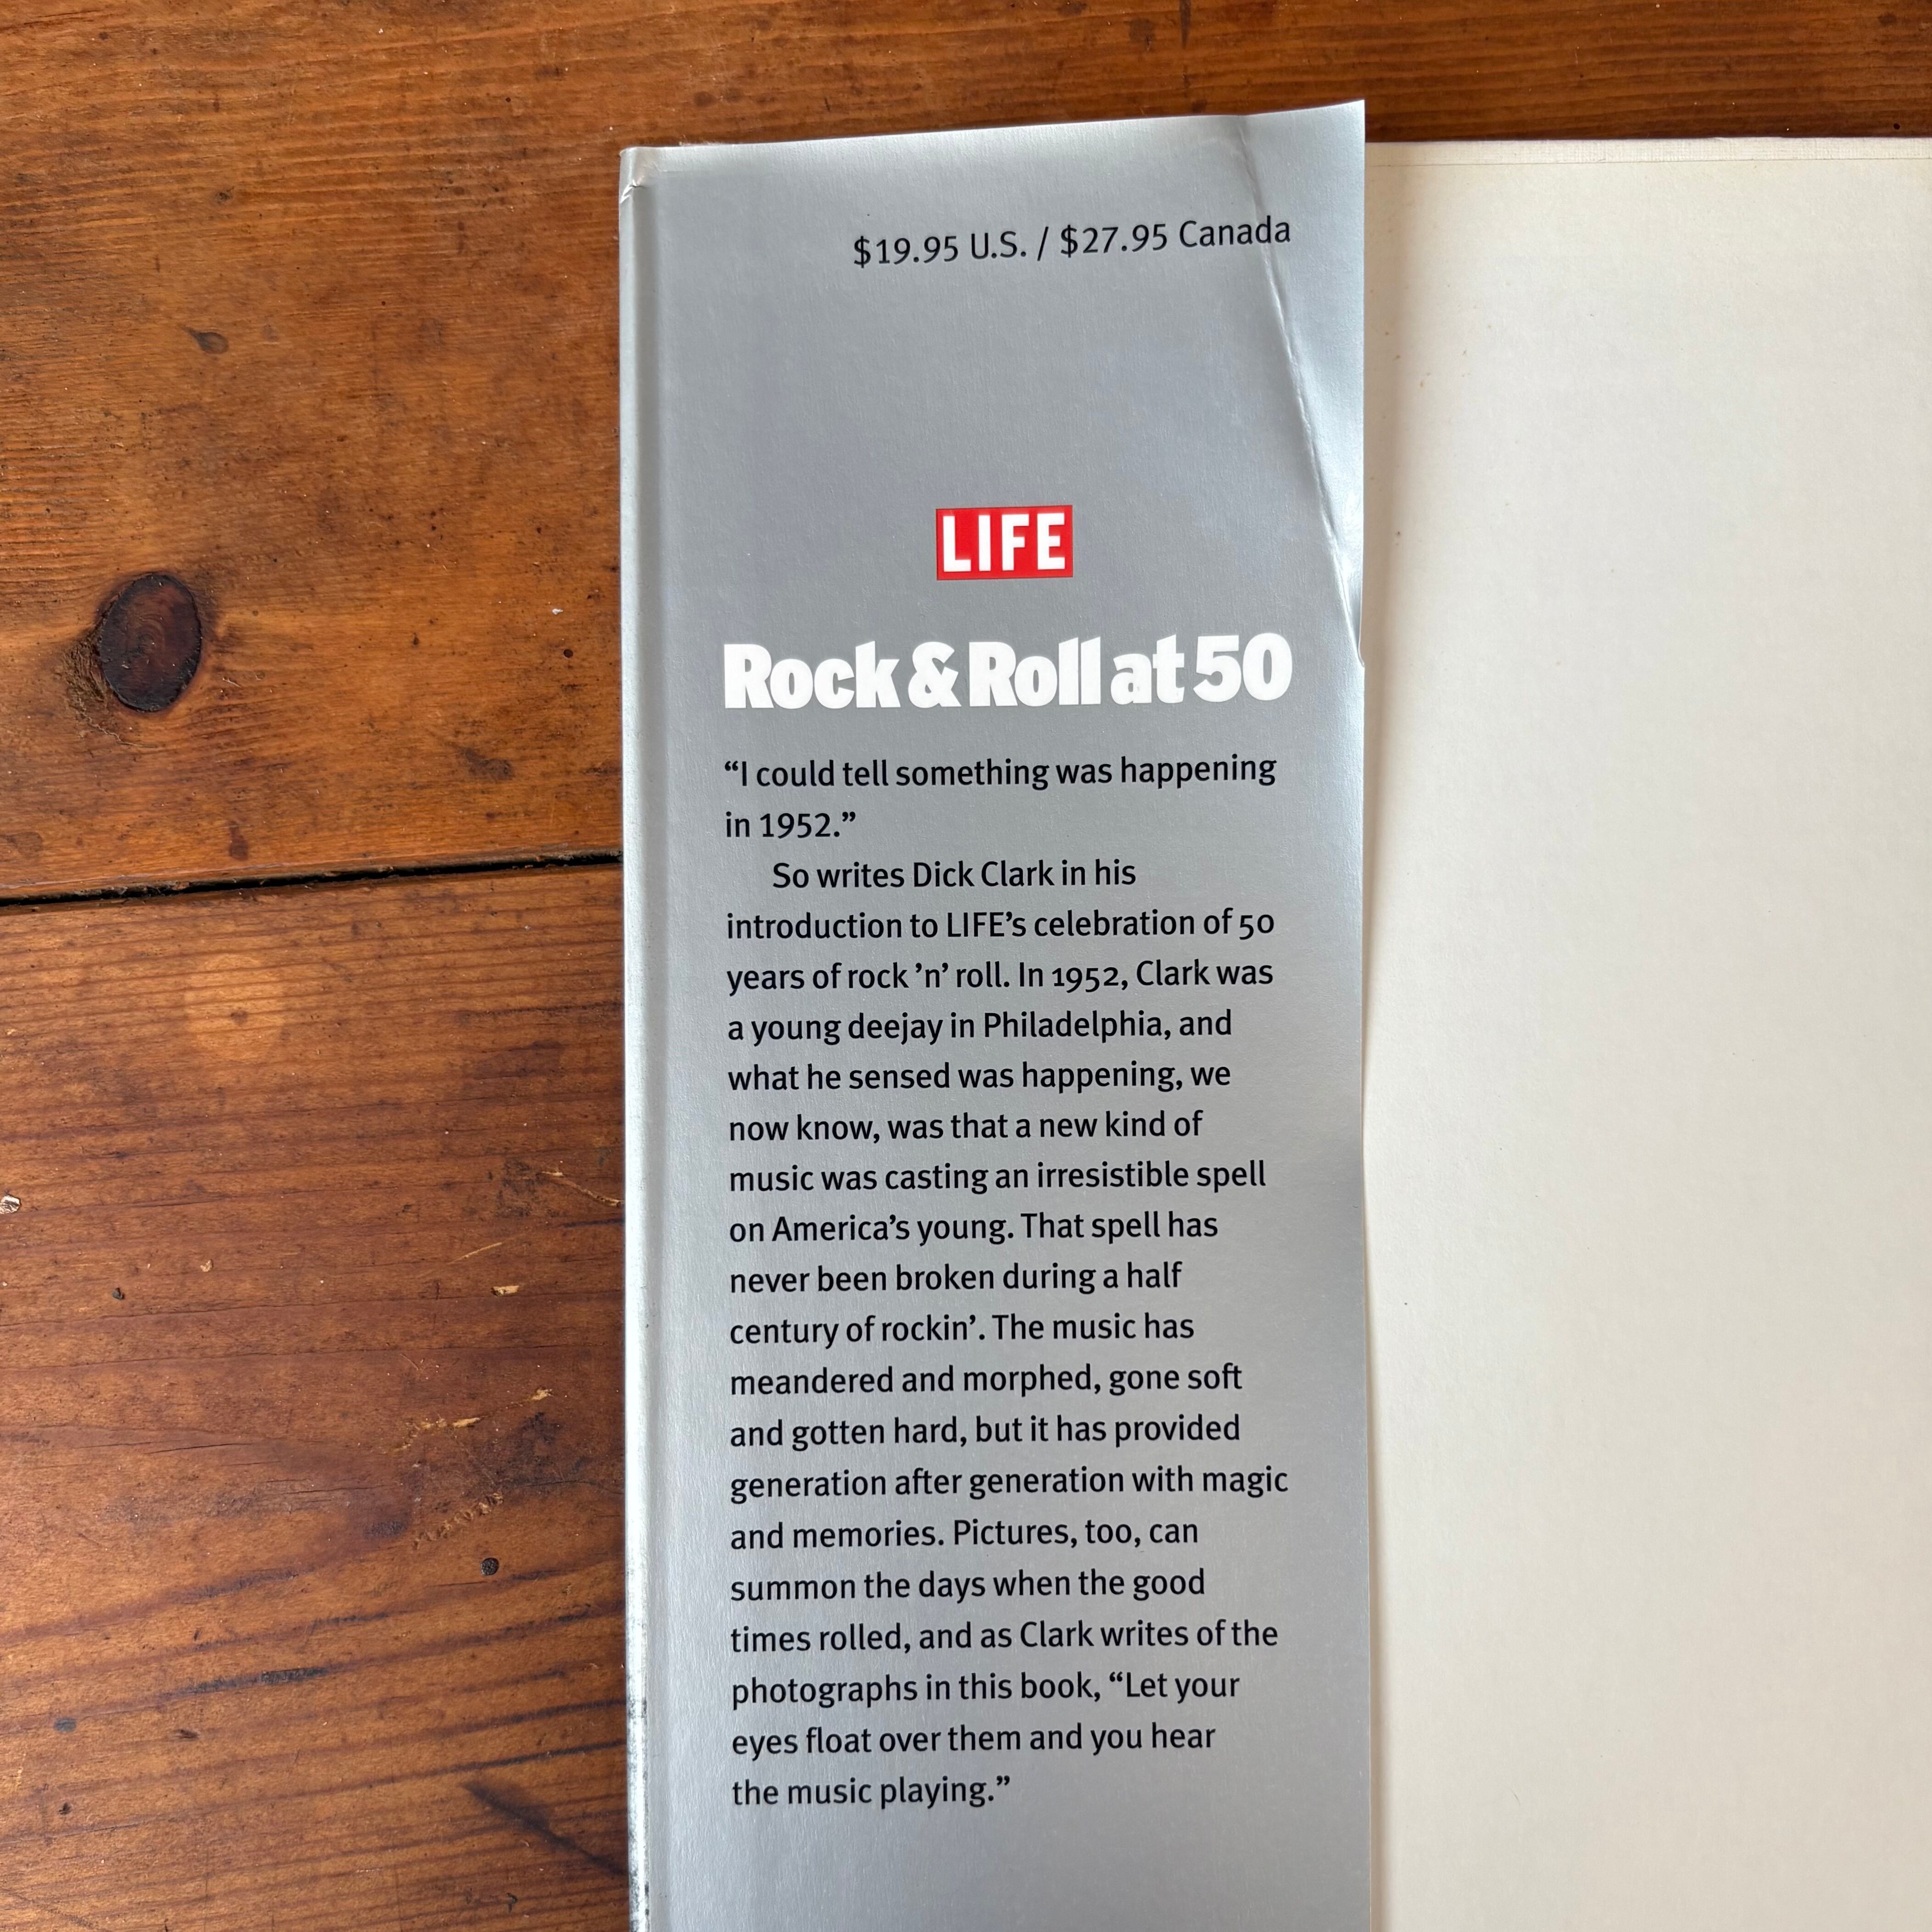 $19.95 U.S. / $27.95 Canada
LIFE
Rock & Roll at 50
“I could tell something was happening
in 1952.”
So writes Dick Clark in his
introduction to LIFE’s celebration of 50
years of rock ’n’ roll. In 1952, Clark was
a young deejay in Philadelphia, and
what he sensed was happening, we
now know, was that a new kind of
music was casting an irresistible spell
on America’s young. That spell has
never been broken during a half
century of rockin’. The music has
meandered and morphed, gone soft
and gotten hard, but it has provided
generation after generation with magic
and memories. Pictures, too, can
summon the days when the good
times rolled, and as Clark writes of the
photographs in this book, “Let your
eyes float over them and you hear
the music playing.”